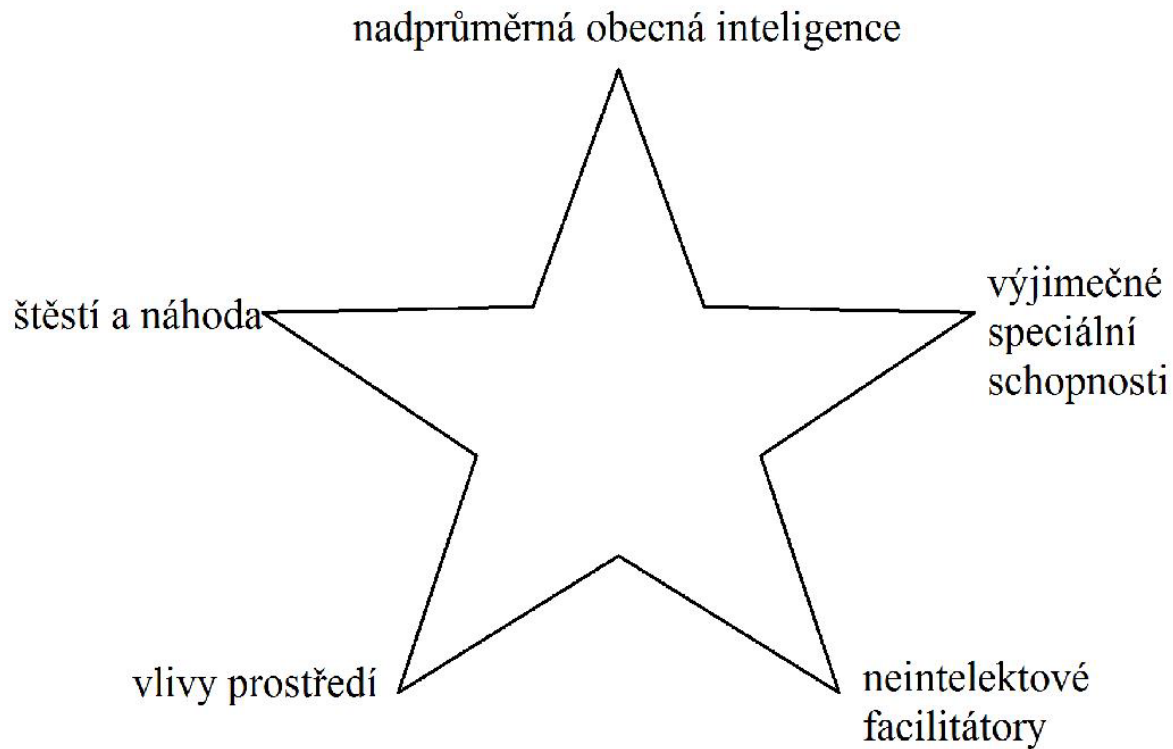 nadprůměrná obecná inteligence
štěstí a náhoda
výjimečné
speciální
schopnosti
vlivy prostředí
neintelektové
facilitátory